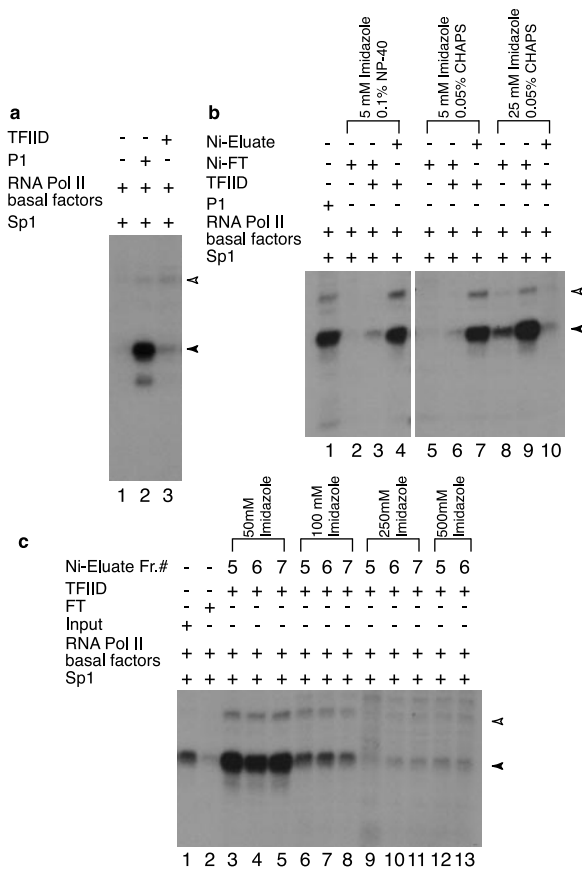 a
TFIID - - +
P1 - + -
RNA Pol II
basal factors + + +
Sp1 + + +
1 2 3
b
5 mM Imidazole
0.1% NP-40
5 mM Imidazole
0.05% CHAPS
25 mM Imidazole
0.05% CHAPS
Ni-Eluate - - - + - - + - - +
Ni-FT - + + - + + - + + -
TFIID - - + + - + + - + +
P1 + - - - - - - - - -
RNA Pol II
basal factors + + + + + + + + + +
Sp1 + + + + + + + + + +
1 2 3 4 5 6 7 8 9 10
c
50mM
Imidazole
100 mM
Imidazole
250mM
Imidazole
500mM
Imidazole
Ni-Eluate Fr.# - - 5 6 7 5 6 7 5 6 7 5 6
TFIID - - + + + + + + + + + + +
FT - + - - - - - - - - - - -
Input + - - - - - - - - - - - -
RNA Pol II
basal factors + + + + + + + + + + + + +
Sp1 + + + + + + + + + + + + +
1 2 3 4 5 6 7 8 9 10 11 12 13